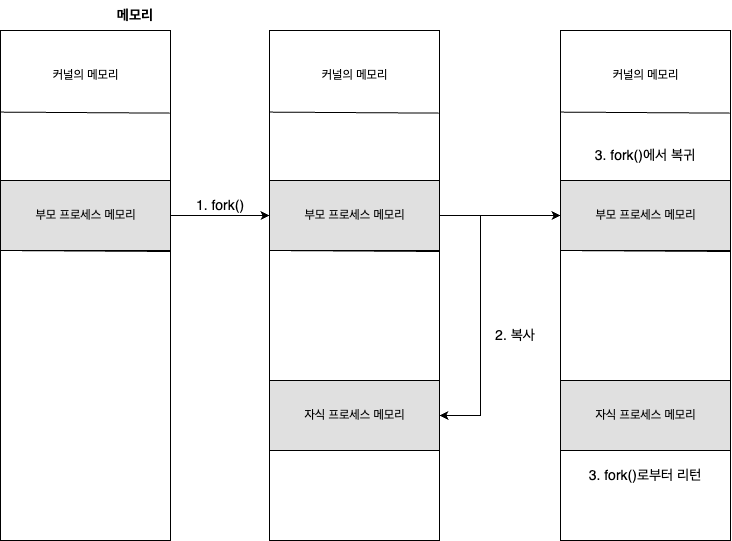 메모리
커널의 메모리
커널의 메모리
커널의 메모리
3. fork()에서 복귀
부모 프로세스 메모리
1. fork()
부모 프로세스 메모리
부모 프로세스 메모리
2. 복사
자식 프로세스 메모리
자식 프로세스 메모리
3. fork()로부터 리턴